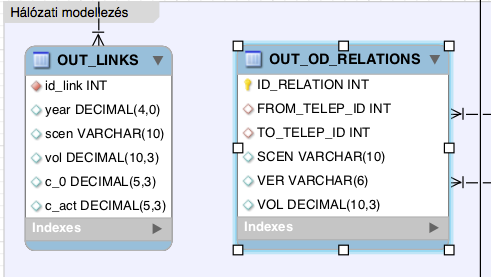 Hálózati modellezés
OUT_LINKS
id_link INT
year DECIMAL(4,0)
scen VARCHAR(10)
vol DECIMAL(10,3)
c_0 DECIMAL(5,3)
c_act DECIMAL(5,3)
Indexes
OUT_OD_RELATIONS
ID_RELATION INT
FROM_TELEP_ID INT
TO_TELEP_ID INT
SCEN VARCHAR(10)
VER VARCHAR(6)
VOL DECIMAL(10,3)
Indexes